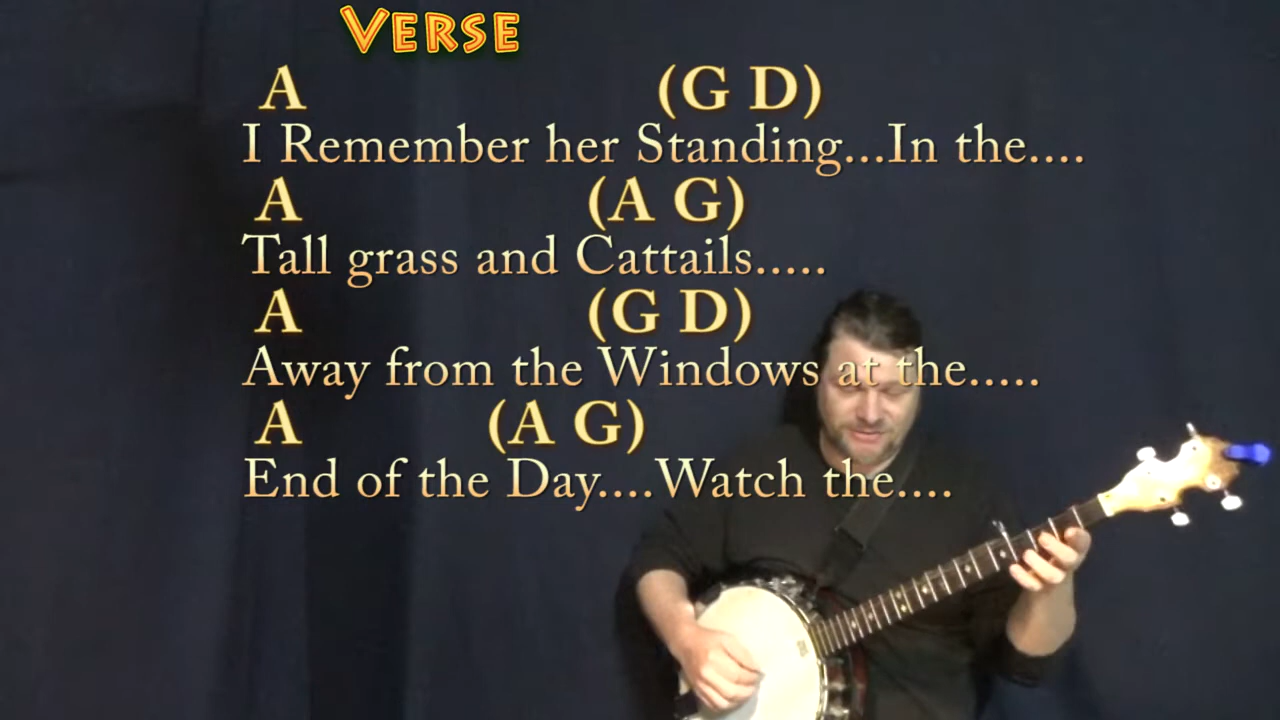 VERSE
A (G D)
I Remember her Standing...In the....
A (A G)
Tall grass and Cattails.....
A (G D)
Away from the Windows at the.....
A (A G)
End of the Day....Watch the....